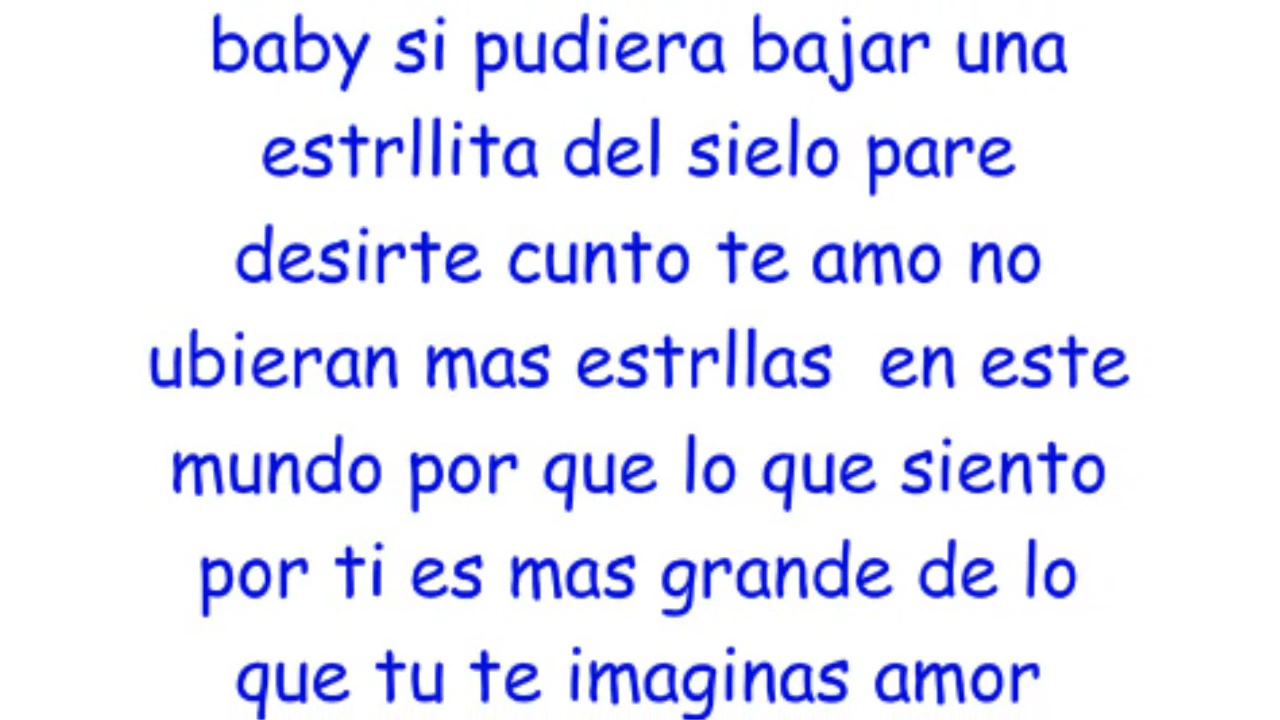 baby si pudiera bajar una
estrllita del sielo pare
desirte cunto te amo no
ubieran mas estrllas en este
mundo por que lo que siento
por ti es mas grande de lo
que tu te imaginas amor